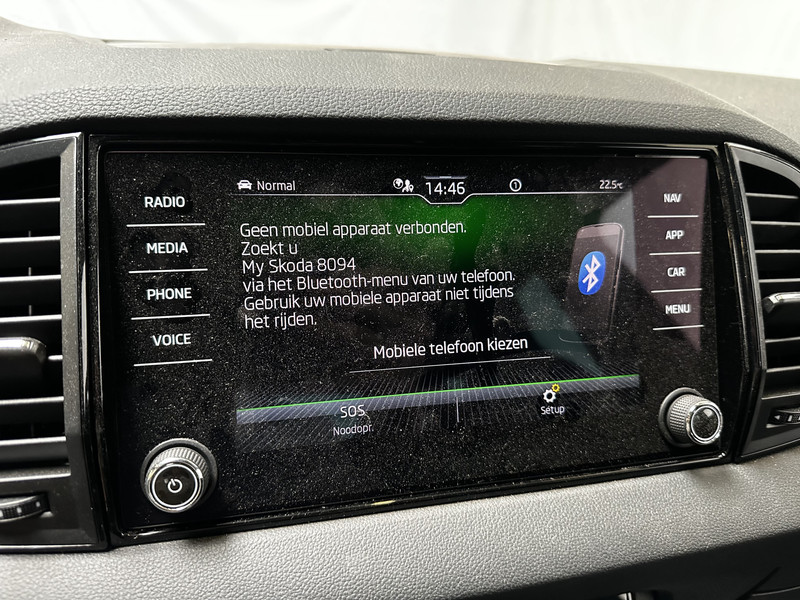 Normal
14:46
1
22.5°C
RADIO
MEDIA
PHONE
VOICE
Geen mobiel apparaat verbonden.
Zoekt u
My Skoda 8094
via het Bluetooth-menu van uw telefoon.
Gebruik uw mobiele apparaat niet tijdens
het rijden.
Mobiele telefoon kiezen
SOS
Noodopr.
Setup
NAV
APP
CAR
MENU